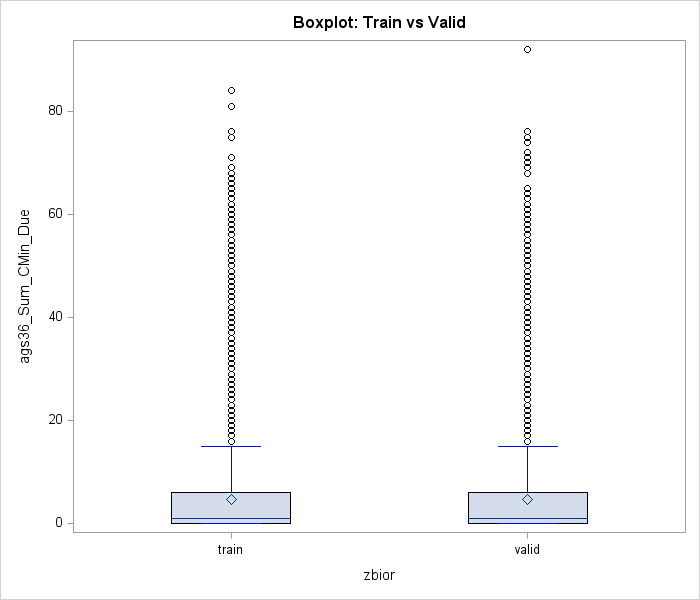 Boxplot: Train vs Valid
ags36_Sum_CMin_Due
80
60
40
20
0
train
valid
zbior